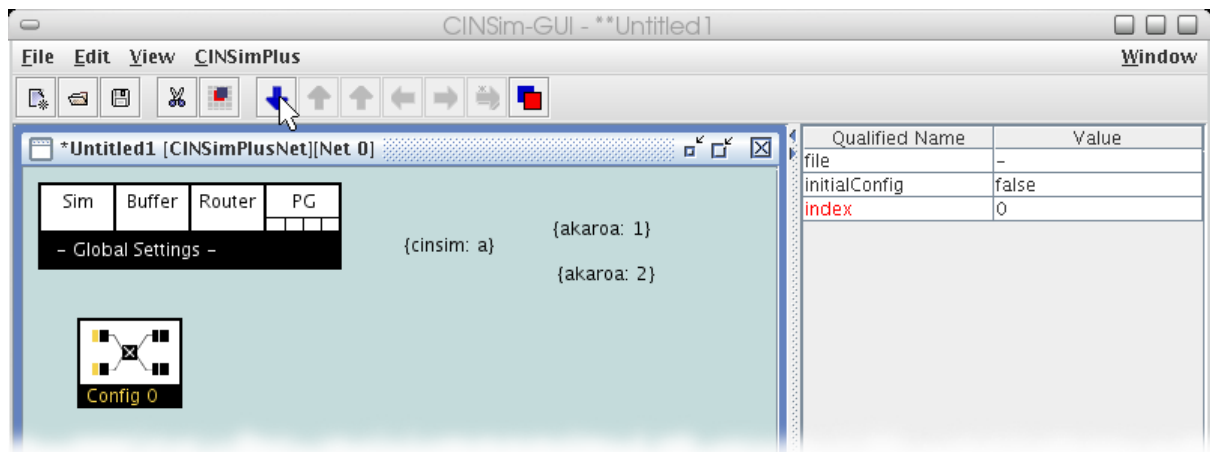 CINSim-GUI - **Untitled1
File Edit View CINSimPlus Window
*Untitled1 [CINSimPlusNet][Net 0]
Sim Buffer Router PG
- Global Settings -
{cinsim: a}
{akaroa: 1}
{akaroa: 2}
Config 0
Qualified Name Value
file -
initialConfig false
index 0